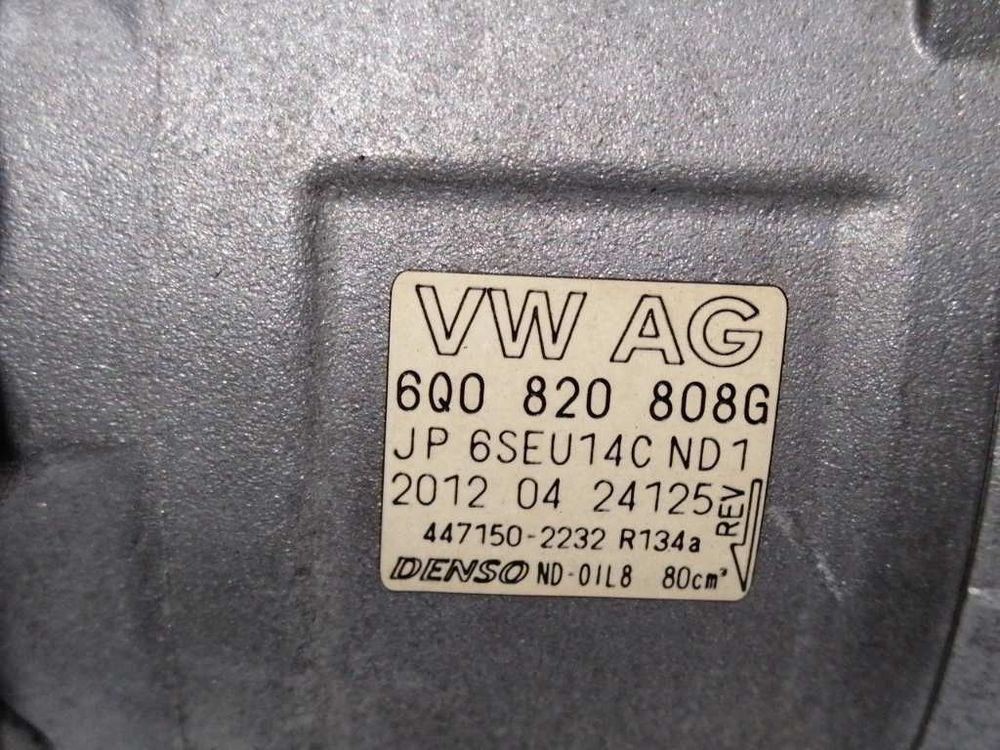 VW AG
6Q0 820 808G
JP 6SEU14C ND1
2012 04 24125
REV
447150-2232 R134a
DENSO ND-OIL8 80cm³